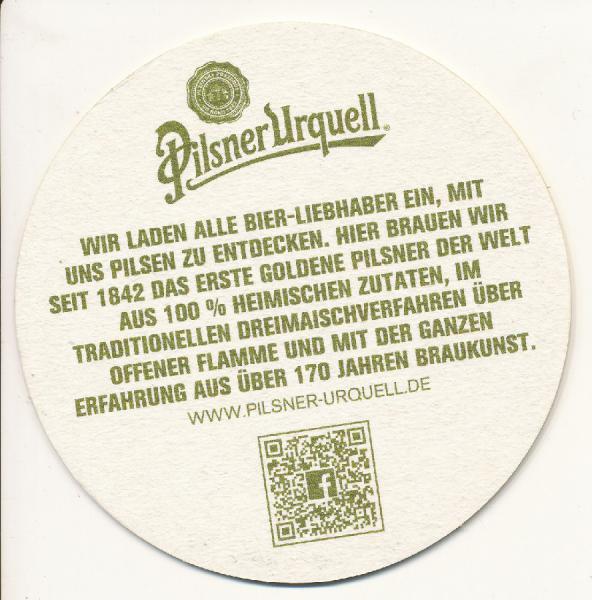 Pilsner Urquell
WIR LADEN ALLE BIER-LIEBHABER EIN, MIT
UNS PILSEN ZU ENTDECKEN. HIER BRAUEN WIR
SEIT 1842 DAS ERSTE GOLDENE PILSNER DER WELT
AUS 100 % HEIMISCHEN ZUTATEN, IM
TRADITIONELLEN DREIMAISCHVERFAHREN ÜBER
OFFENER FLAMME UND MIT DER GANZEN
ERFAHRUNG AUS ÜBER 170 JAHREN BRAUKUNST.
WWW.PILSNER-URQUELL.DE
f